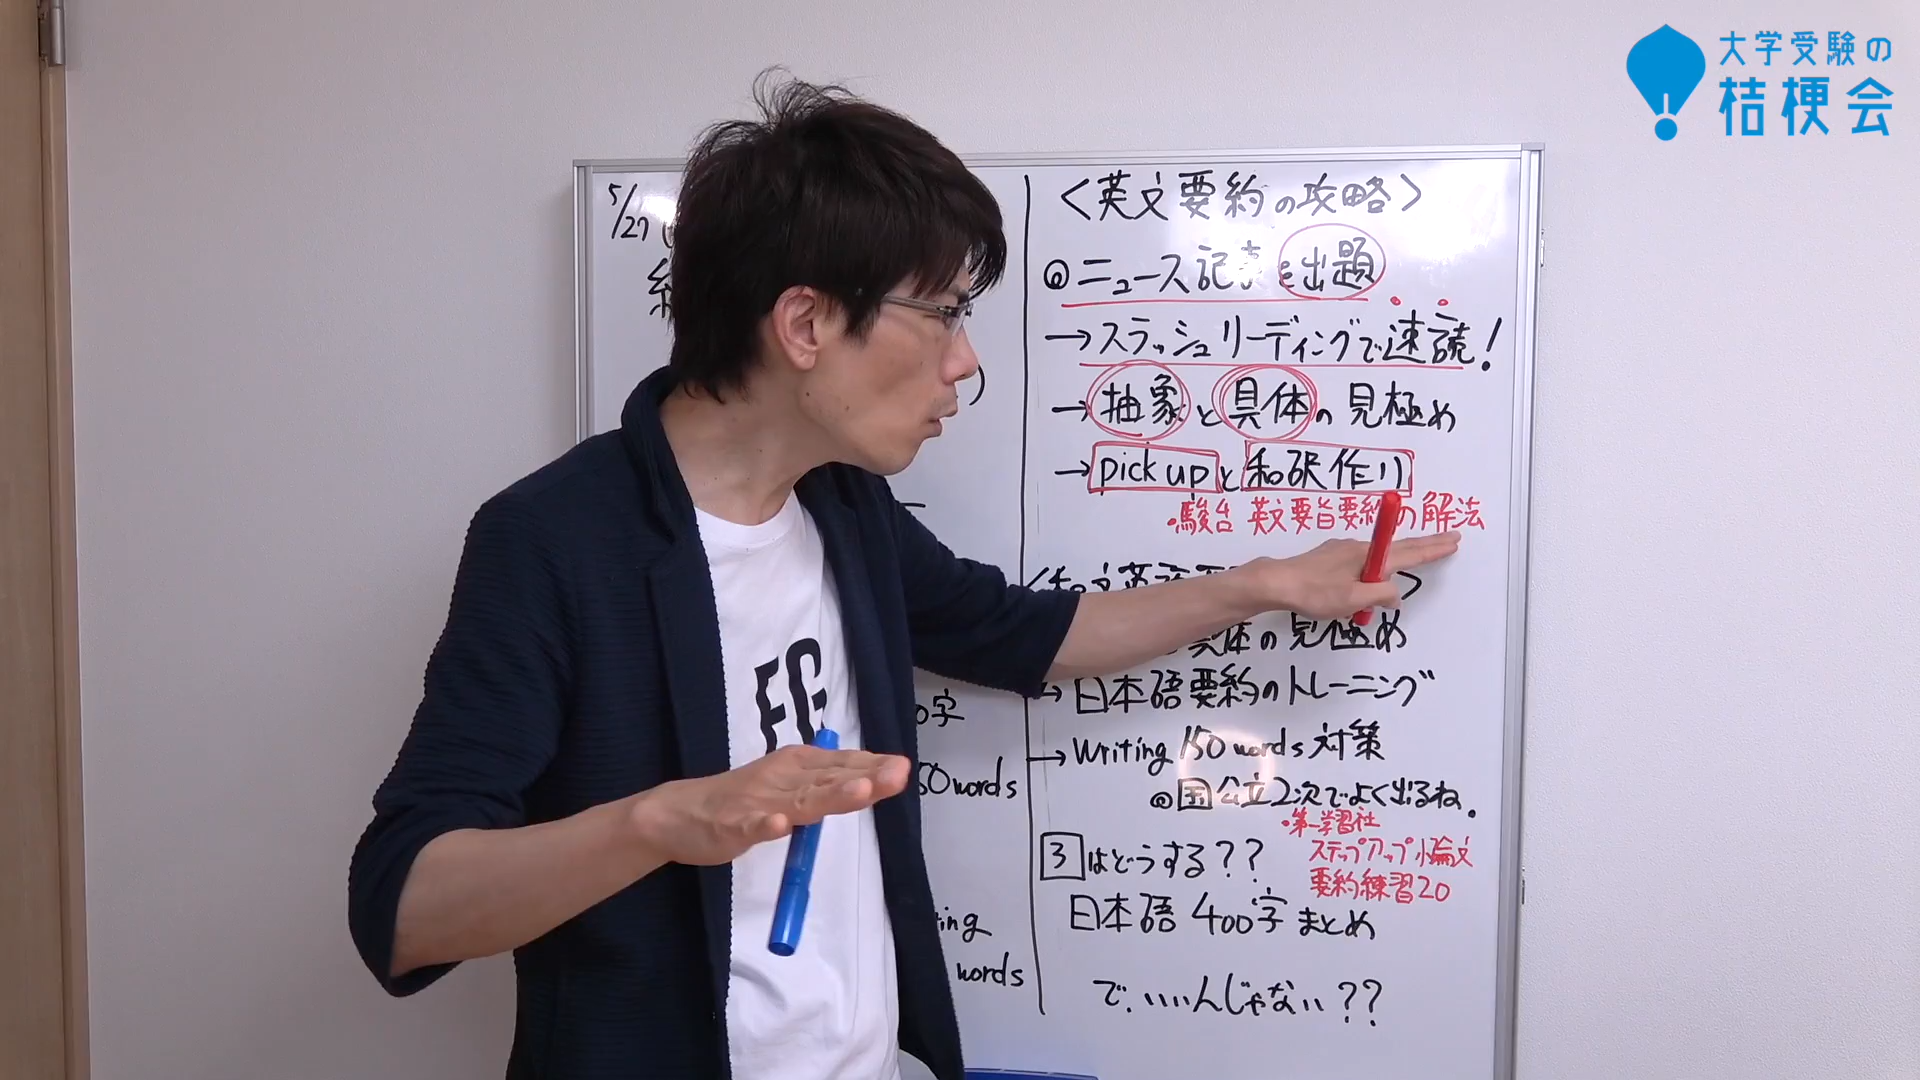 大学受験の
桔梗会
5/27
<英文要約の攻略>
◎ニュース記事を出題
→スラッシュリーディングで速読!
→抽象と具体の見極め
→pick upと和訳作り
・駿台 英文要旨要約の解法
具体の見極め
→日本語要約のトレーニング
→Writing 150 words対策
◎国公立2次でよく出るね。
・第一学習社
ステップアップ小論文
要約練習20
3はどうする??
日本語 400字 まとめ
で、いいんじゃない??
字
50words
ing
words
FG